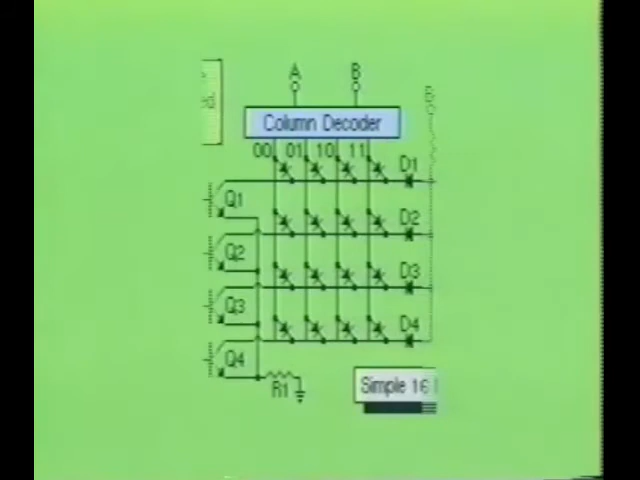 A B
Column Decoder
00 01 10 11
D1
Q1
D2
Q2
D3
Q3
D4
Q4
R1
Simple 16